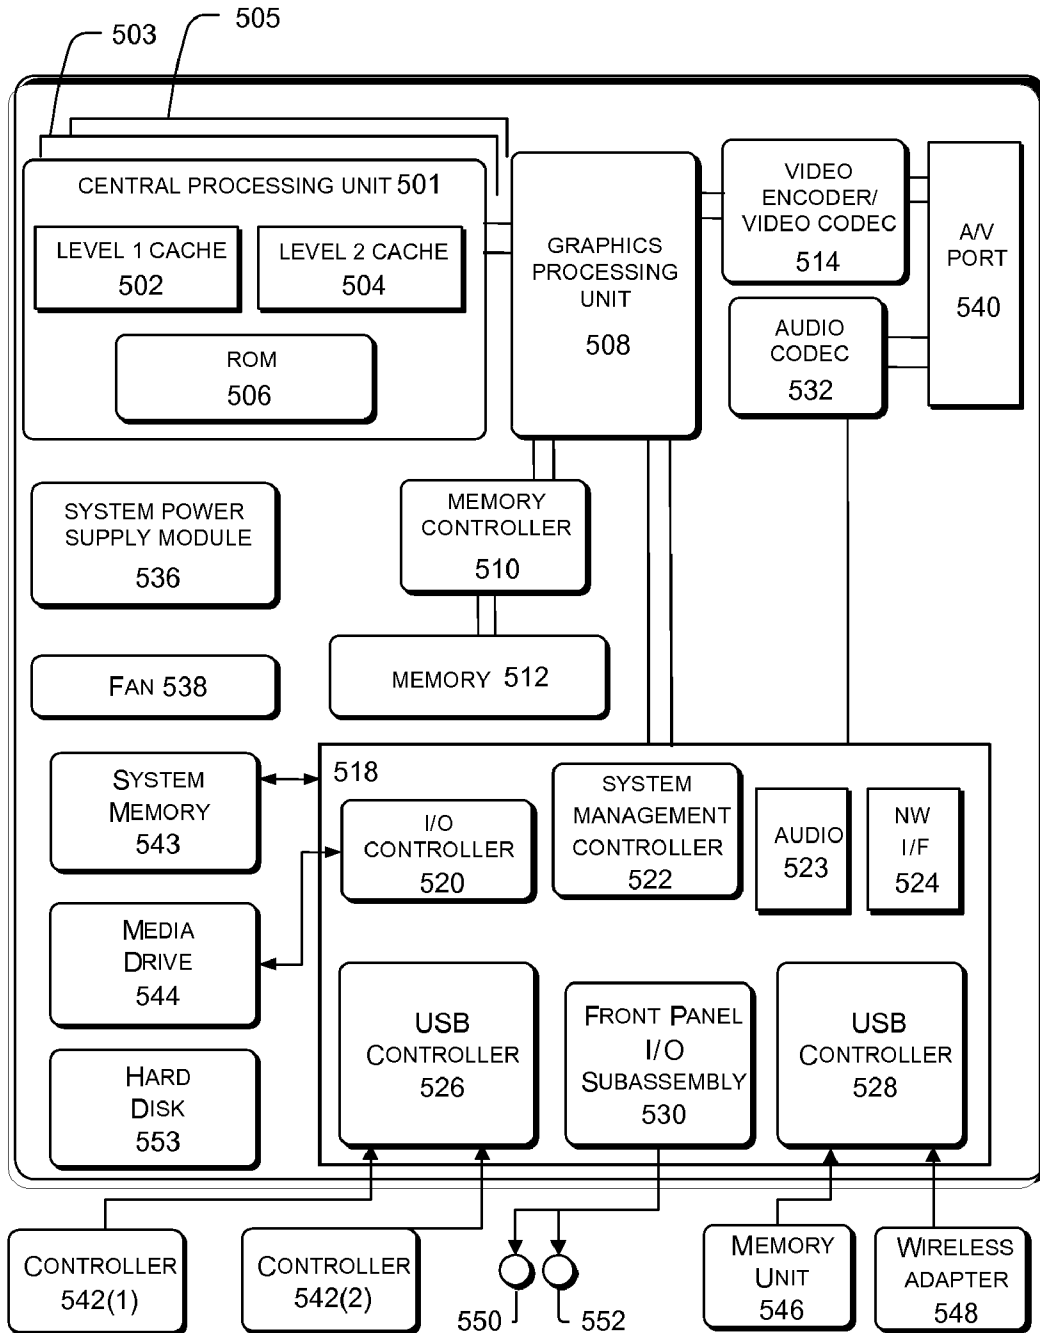 505
503
CENTRAL PROCESSING UNIT 501
LEVEL 1 CACHE
502
LEVEL 2 CACHE
504
ROM
506
GRAPHICS
PROCESSING
UNIT
508
VIDEO
ENCODER/
VIDEO CODEC
514
A/V
PORT
540
AUDIO
CODEC
532
SYSTEM POWER
SUPPLY MODULE
536
MEMORY
CONTROLLER
510
MEMORY 512
FAN 538
SYSTEM
MEMORY
543
518
I/O
CONTROLLER
520
SYSTEM
MANAGEMENT
CONTROLLER
522
AUDIO
523
NW
I/F
524
MEDIA
DRIVE
544
USB
CONTROLLER
526
FRONT PANEL
I/O
SUBASSEMBLY
530
USB
CONTROLLER
528
HARD
DISK
553
CONTROLLER
542(1)
CONTROLLER
542(2)
550
552
MEMORY
UNIT
546
WIRELESS
ADAPTER
548